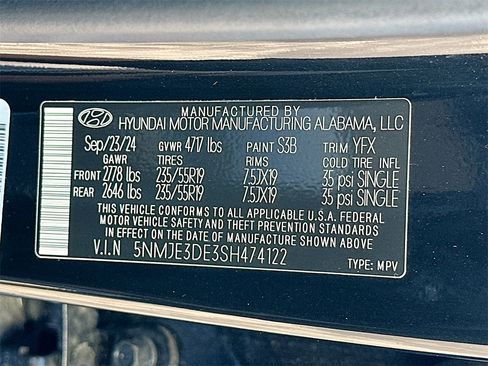 MANUFACTURED BY
HYUNDAI MOTOR MANUFACTURING ALABAMA, LLC
Sep/23/24 GVWR 4717 lbs PAINT S3B TRIM YFX
GAWR TIRES RIMS COLD TIRE INFL
FRONT 2778 lbs 235/55R19 7.5JX19 35 psi SINGLE
REAR 2646 lbs 235/55R19 7.5JX19 35 psi SINGLE
THIS VEHICLE CONFORMS TO ALL APPLICABLE U.S.A. FEDERAL
MOTOR VEHICLE SAFETY AND THEFT PREVENTION STANDARDS
IN EFFECT ON THE DATE OF MANUFACTURE SHOWN ABOVE.
V.I.N 5NMJE3DE3SH474122
TYPE: MPV